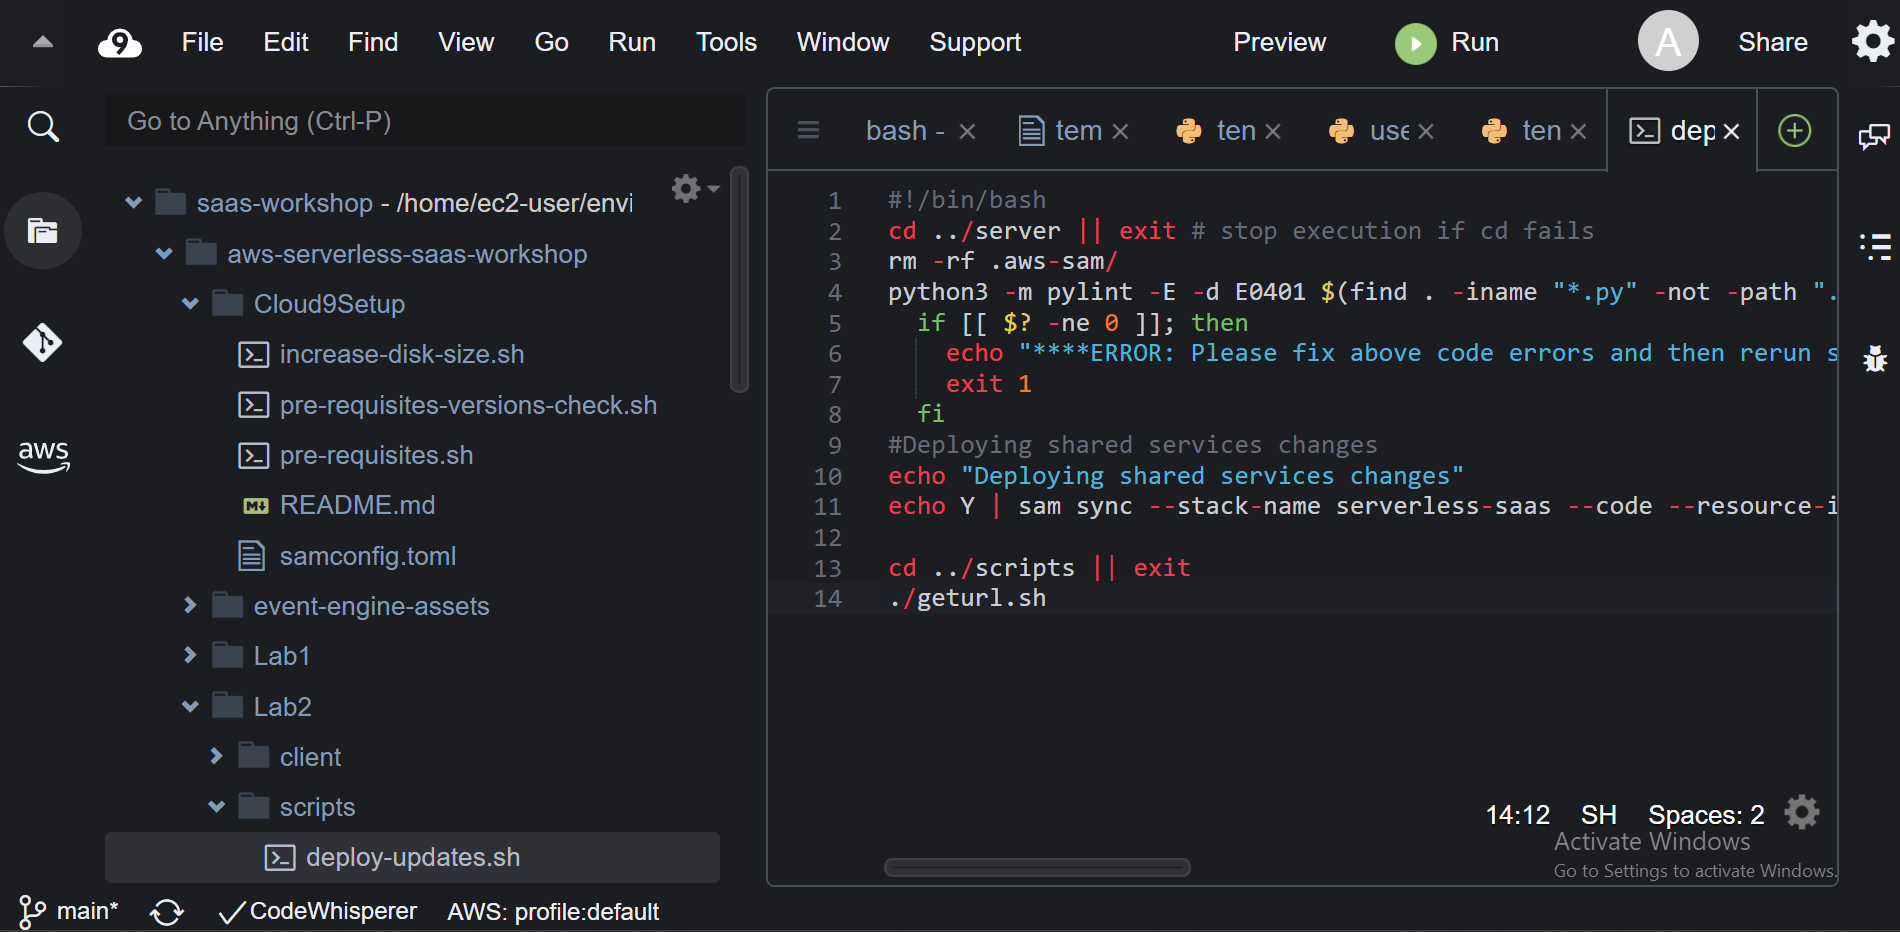 9 File Edit Find View Go Run Tools Window Support Preview Run A Share
Go to Anything (Ctrl-P)
saas-workshop - /home/ec2-user/envi
aws-serverless-saas-workshop
Cloud9Setup
increase-disk-size.sh
pre-requisites-versions-check.sh
pre-requisites.sh
M README.md
samconfig.toml
event-engine-assets
Lab1
Lab2
client
scripts
deploy-updates.sh
aws
bash - tem ten use ten dep
1 #!/bin/bash
2 cd ../server || exit # stop execution if cd fails
3 rm -rf .aws-sam/
4 python3 -m pylint -E -d E0401 $(find . -iname "*.py" -not -path ".
5 if [[ $? -ne 0 ]]; then
6 echo "****ERROR: Please fix above code errors and then rerun s
7 exit 1
8 fi
9 #Deploying shared services changes
10 echo "Deploying shared services changes"
11 echo Y | sam sync --stack-name serverless-saas --code --resource-i
12
13 cd ../scripts || exit
14 ./geturl.sh
14:12 SH Spaces: 2
Activate Windows
Go to Settings to activate Windows.
main* CodeWhisperer AWS: profile:default